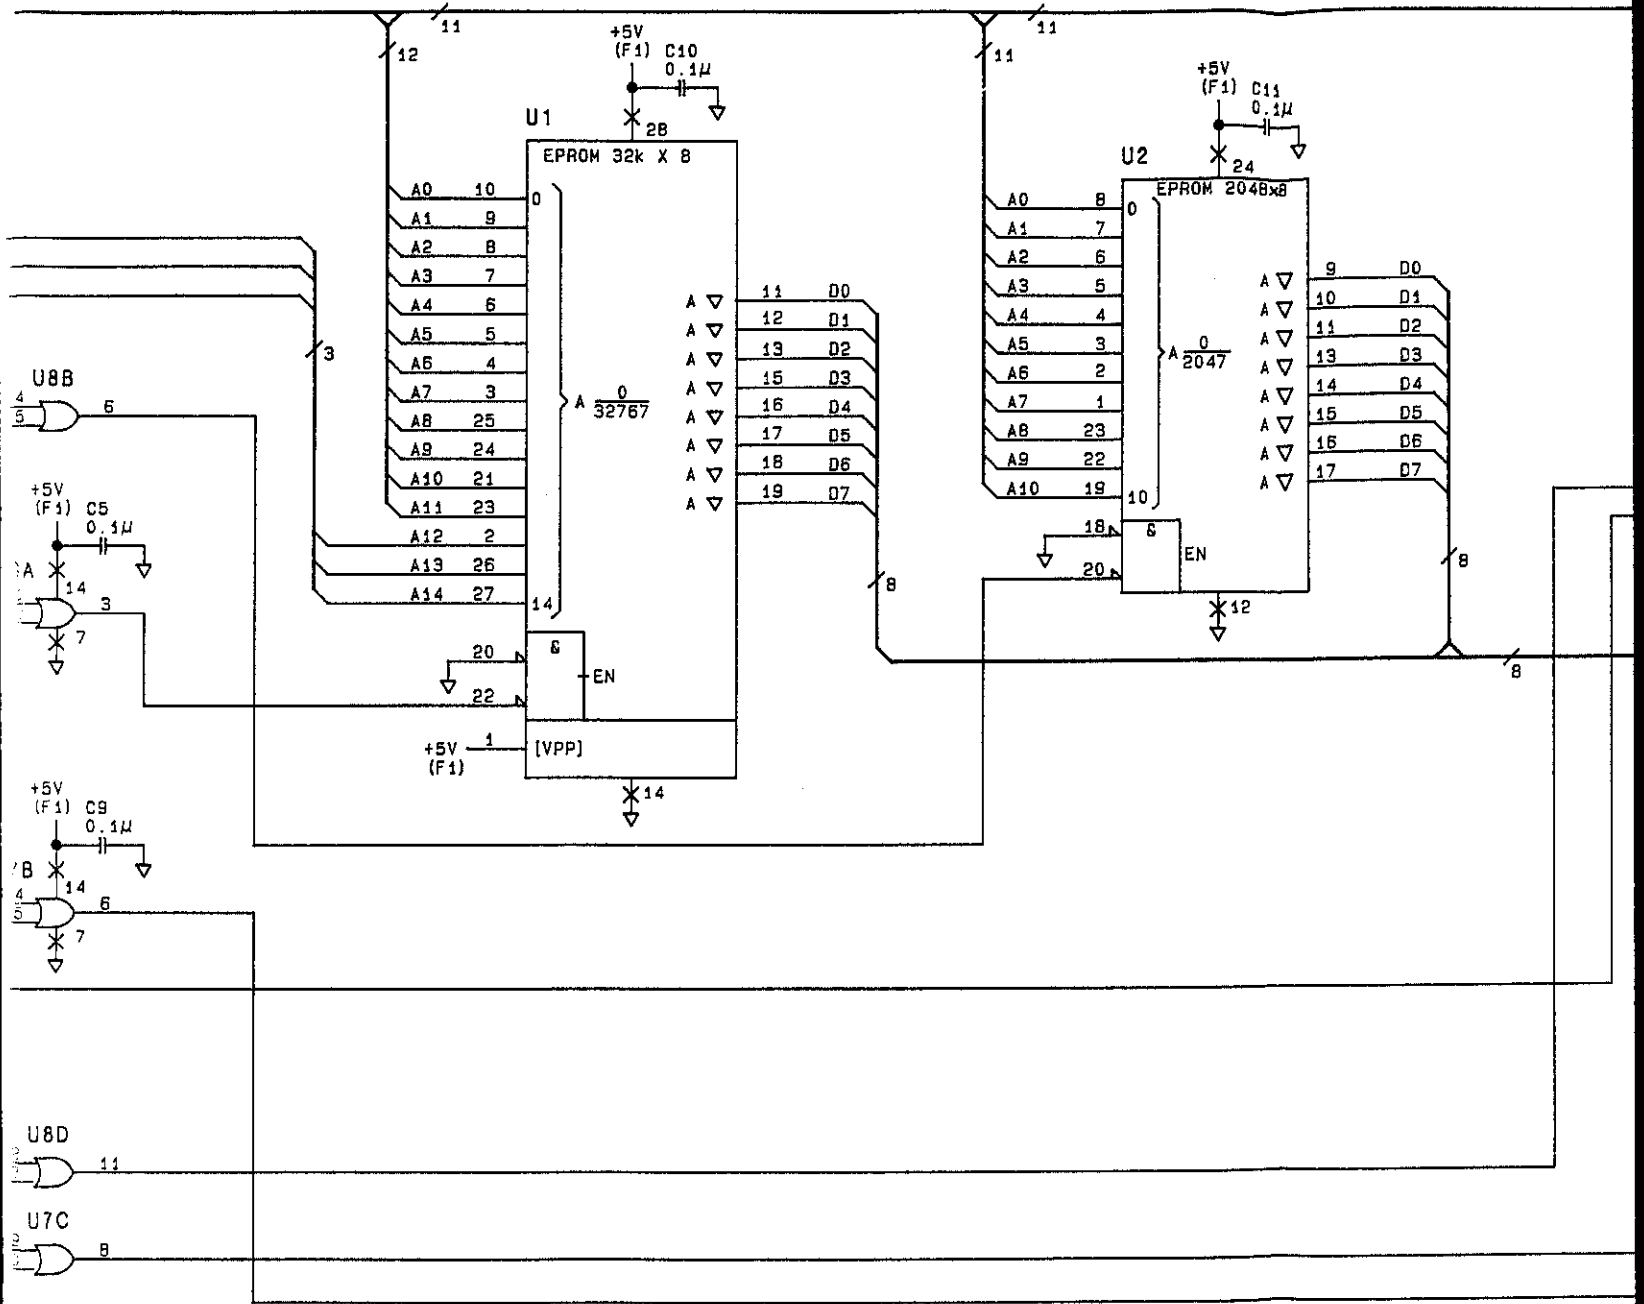 11
11
12
11
+5V
(F1) C10
0.1µ
+5V
(F1) C11
0.1µ
U1
28
EPROM 32k X 8
A0 10 0
A1 9
A2 8
A3 7
A4 6
A5 5
A6 4
A7 3
A8 25
A9 24
A10 21
A11 23
A12 2
A13 26
A14 27 14
A 0
32767
A 11 D0
A 12 D1
A 13 D2
A 15 D3
A 16 D4
A 17 D5
A 18 D6
A 19 D7
&
20
EN
22
+5V 1 [VPP]
(F1)
14
8
U2
24
EPROM 2048x8
A0 8 0
A1 7
A2 6
A3 5
A4 4
A5 3
A6 2
A7 1
A8 23
A9 22
A10 19 10
A 0
2047
A 9 D0
A 10 D1
A 11 D2
A 13 D3
A 14 D4
A 15 D5
A 16 D6
A 17 D7
18 &
EN
20
12
8
8
3
U8B
4
5
6
+5V
(F1) C5
0.1µ
A
14
3
7
+5V
(F1) C9
0.1µ
B
14
4
5
6
7
U8D
11
U7C
8